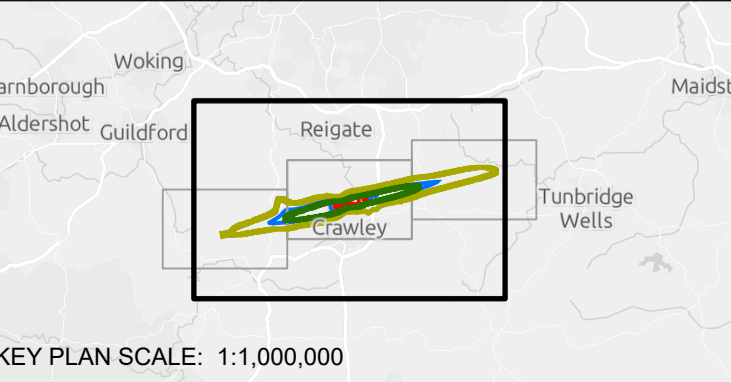 Woking
arnborough
Maidst
Aldershot
Guildford
Reigate
Tunbridge
Wells
Crawley
KEY PLAN SCALE: 1:1,000,000